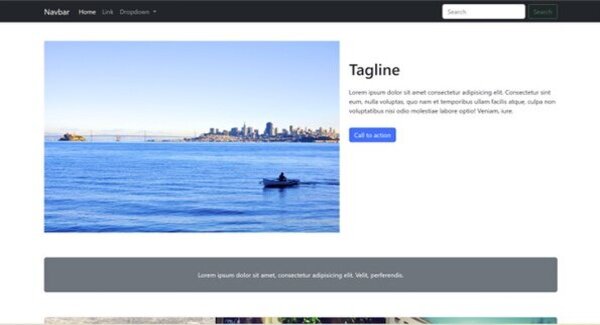 Navbar Home Link Dropdown Search Search
Tagline
Lorem ipsum dolor sit amet consectetur adipisicing elit. Consectetur sint
eum, nulla voluptas, quo nam et temporibus ullam facilis atque, culpa non
voluptatibus nisi odio molestiae labore optio! Veniam, iure.
Call to action
Lorem ipsum dolor sit amet, consectetur adipisicing elit. Velit, perferendis.